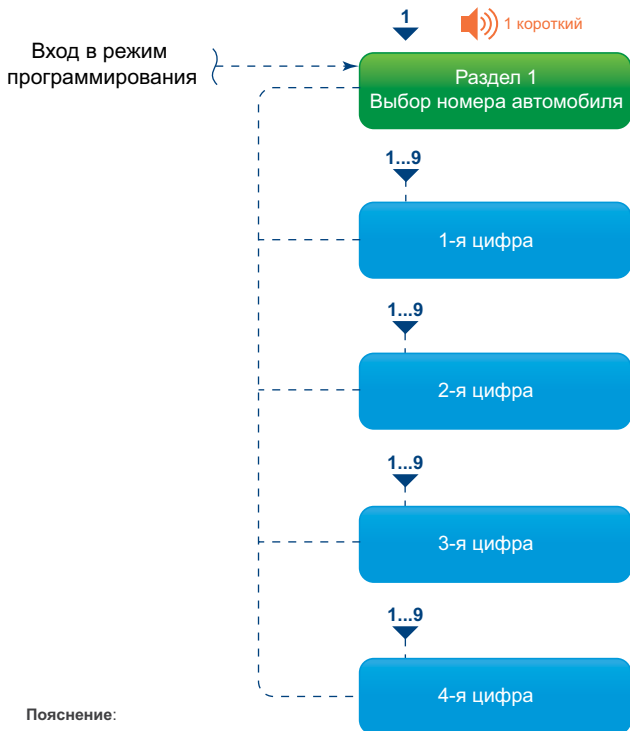 1
1 короткий
Вход в режим
программирования
Раздел 1
Выбор номера автомобиля
1...9
1-я цифра
1...9
2-я цифра
1...9
3-я цифра
1...9
4-я цифра
Пояснение: